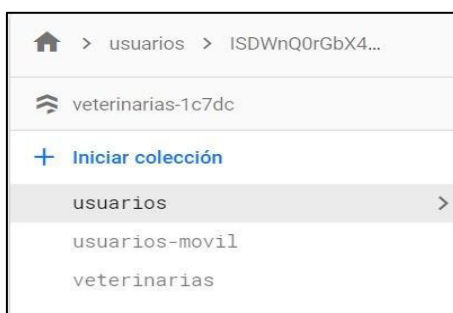 > usuarios > ISDWnQ0rGbX4...
veterinarias-1c7dc
+ Iniciar colección
usuarios >
usuarios-movil
veterinarias